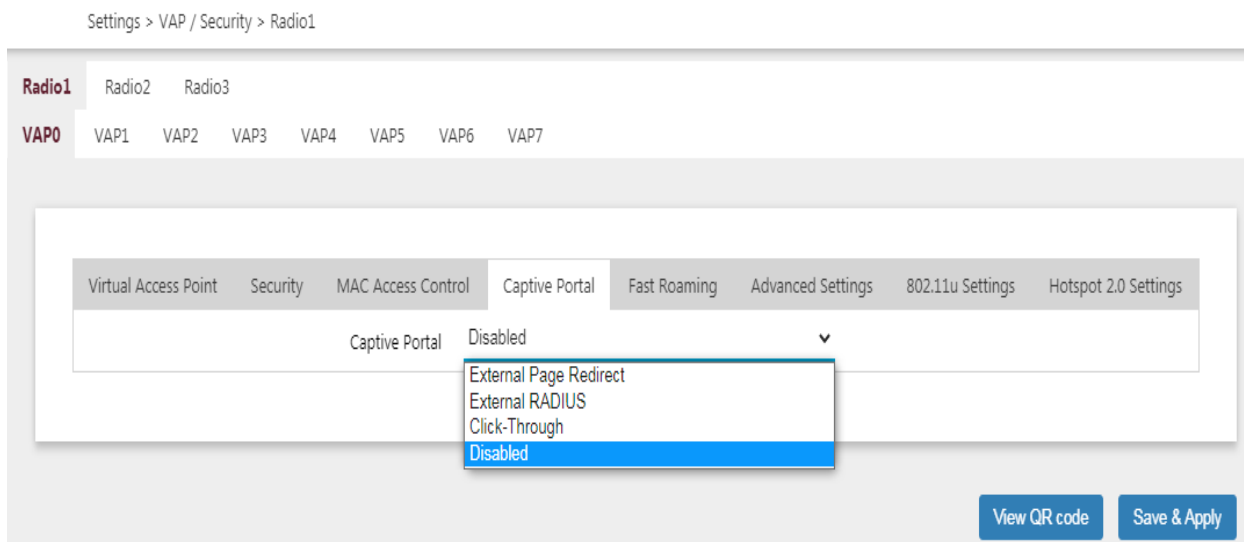 Settings > VAP / Security > Radio1
Radio1 Radio2 Radio3
VAP0 VAP1 VAP2 VAP3 VAP4 VAP5 VAP6 VAP7
Virtual Access Point Security MAC Access Control Captive Portal Fast Roaming Advanced Settings 802.11u Settings Hotspot 2.0 Settings
Captive Portal Disabled
External Page Redirect
External RADIUS
Click-Through
Disabled
View QR code Save & Apply